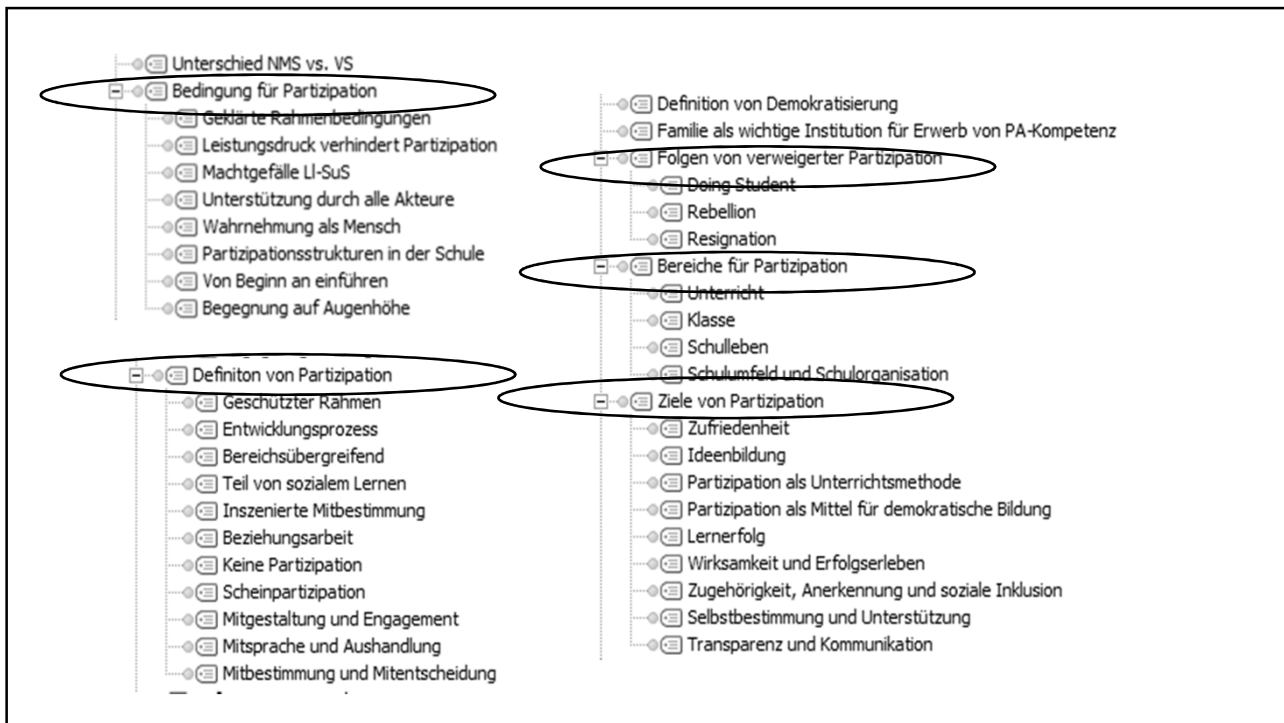 Unterschied NMS vs. VS
Bedingung für Partizipation
Geklärte Rahmenbedingungen
Leistungsdruck verhindert Partizipation
Machtgefälle Ll-SuS
Unterstützung durch alle Akteure
Wahrnehmung als Mensch
Partizipationsstrukturen in der Schule
Von Beginn an einführen
Begegnung auf Augenhöhe
Definiton von Partizipation
Geschützter Rahmen
Entwicklungsprozess
Bereichsübergreifend
Teil von sozialem Lernen
Inszenierte Mitbestimmung
Beziehungsarbeit
Keine Partizipation
Scheinpartizipation
Mitgestaltung und Engagement
Mitsprache und Aushandlung
Mitbestimmung und Mitentscheidung
Definition von Demokratisierung
Familie als wichtige Institution für Erwerb von PA-Kompetenz
Folgen von verweigerter Partizipation
Doing Student
Rebellion
Resignation
Bereiche für Partizipation
Unterricht
Klasse
Schulleben
Schulumfeld und Schulorganisation
Ziele von Partizipation
Zufriedenheit
Ideenbildung
Partizipation als Unterrichtsmethode
Partizipation als Mittel für demokratische Bildung
Lernerfolg
Wirksamkeit und Erfolgserleben
Zugehörigkeit, Anerkennung und soziale Inklusion
Selbstbestimmung und Unterstützung
Transparenz und Kommunikation